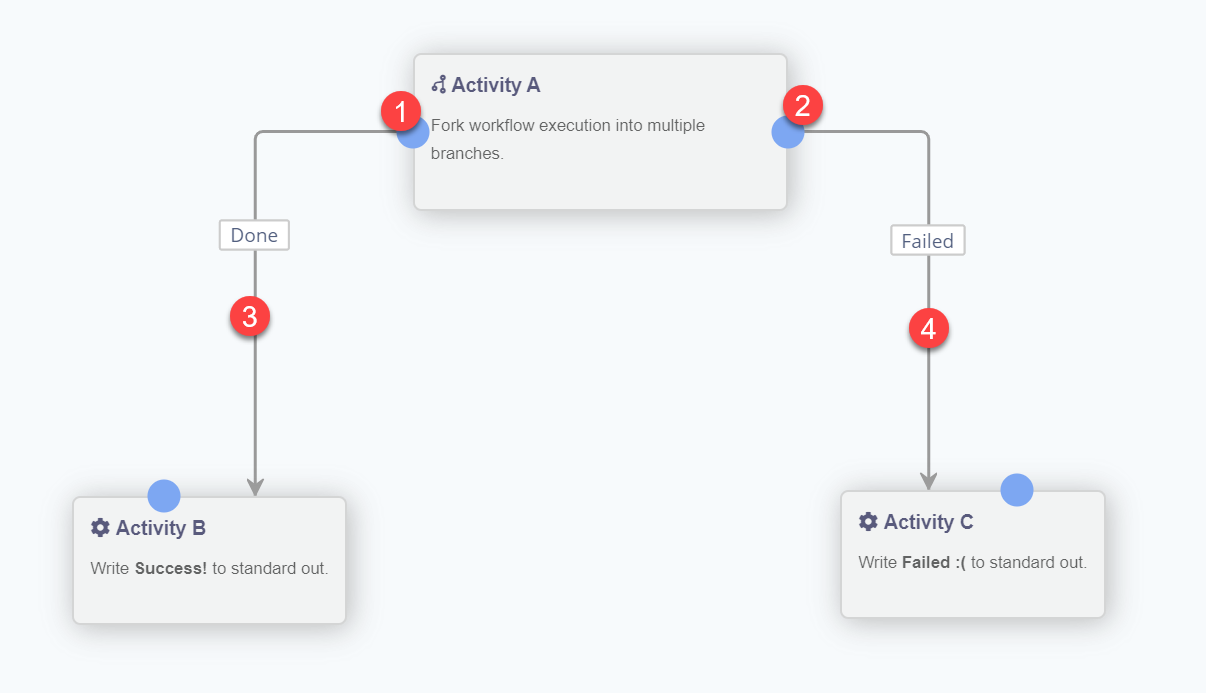 Activity A
1
2
Fork workflow execution into multiple
branches.
Done
Failed
3
4
Activity B
Write Success! to standard out.
Activity C
Write Failed :( to standard out.